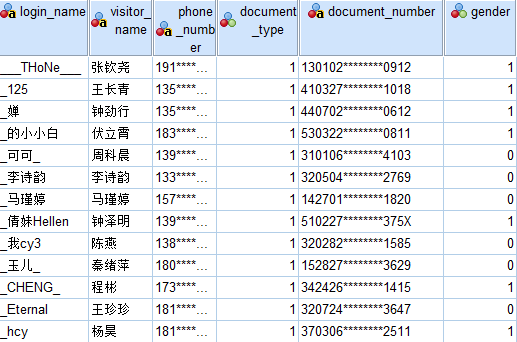 login_name visitor_name phone_number document_type document_number gender
___THoNe___ 张钦尧 191****… 1 130102********0912 1
_125 王长青 135****… 1 410327********1018 1
_婵 钟劲行 135****… 1 440702********0612 1
_的小小白 伏立霄 183****… 1 530322********0811 1
_可可_ 周科晨 139****… 1 310106********4103 0
_李诗韵 李诗韵 133****… 1 320504********2769 0
_马瑾婷 马瑾婷 157****… 1 142701********1820 0
_倩妹Hellen 钟泽明 139****… 1 510227********375X 1
_我cy3 陈燕 138****… 1 320282********1585 0
_玉儿_ 秦绪萍 180****… 1 152827********3629 0
_CHENG_ 程彬 173****… 1 342426********1415 1
_Eternal 王珍珍 181****… 1 320724********3647 0
_hcy 杨昊 181****… 1 370306********2511 1